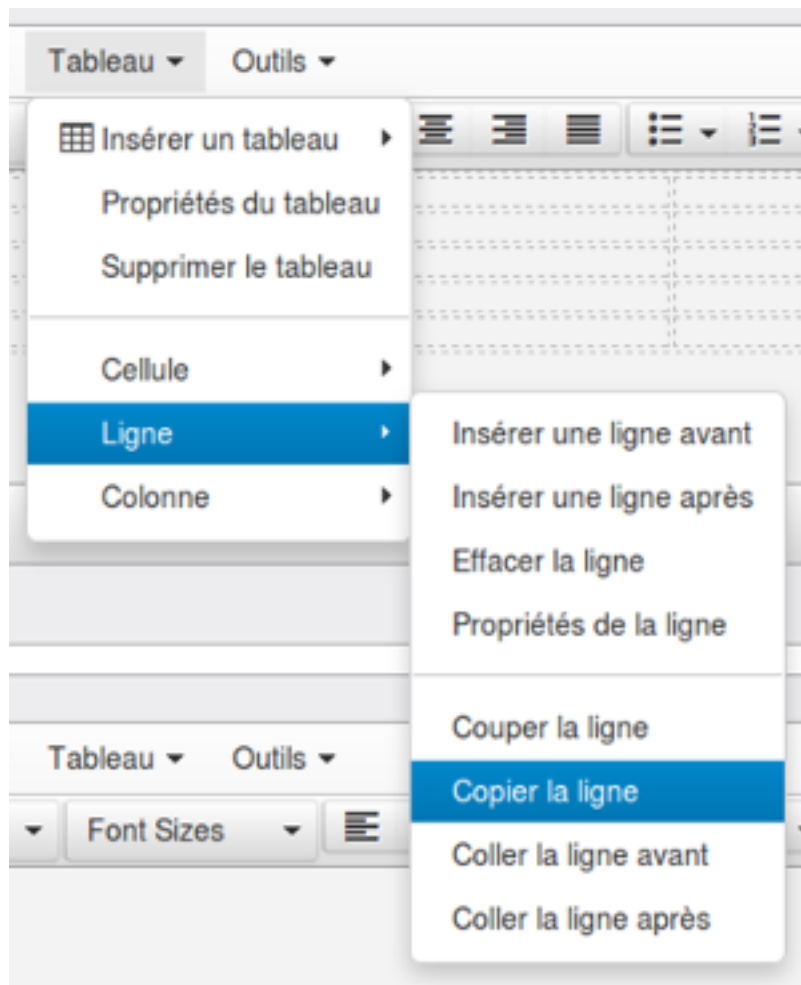 Tableau Outils
Insérer un tableau
Propriétés du tableau
Supprimer le tableau
Cellule
Ligne
Colonne
Insérer une ligne avant
Insérer une ligne après
Effacer la ligne
Propriétés de la ligne
Couper la ligne
Copier la ligne
Coller la ligne avant
Coller la ligne après
Tableau Outils
Font Sizes